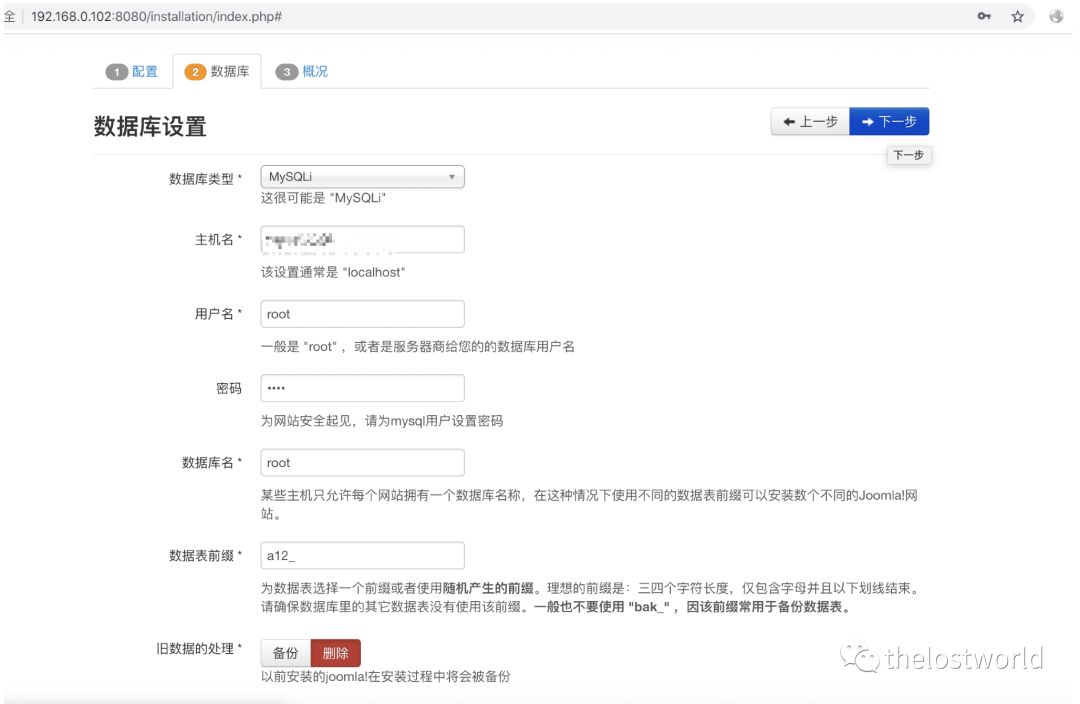 全 192.168.0.102:8080/installation/index.php#
1 配置 2 数据库 3 概况
数据库设置
上一步 下一步
下一步
数据库类型 * MySQLi
这很可能是 "MySQLi"
主机名 *
该设置通常是 "localhost"
用户名 * root
一般是 "root" ，或者是服务器商给您的的数据库用户名
密码 ••••
为网站安全起见，请为mysql用户设置密码
数据库名 * root
某些主机只允许每个网站拥有一个数据库名称，在这种情况下使用不同的数据表前缀可以安装数个不同的Joomla!网
站。
数据表前缀 * a12_
为数据表选择一个前缀或者使用随机产生的前缀。理想的前缀是：三四个字符长度，仅包含字母并且以下划线结束。
请确保数据库里的其它数据表没有使用该前缀。一般也不要使用 "bak_" ，因该前缀常用于备份数据表。
旧数据的处理 * 备份 删除
以前安装的joomla!在安装过程中将会被备份
thelostworld